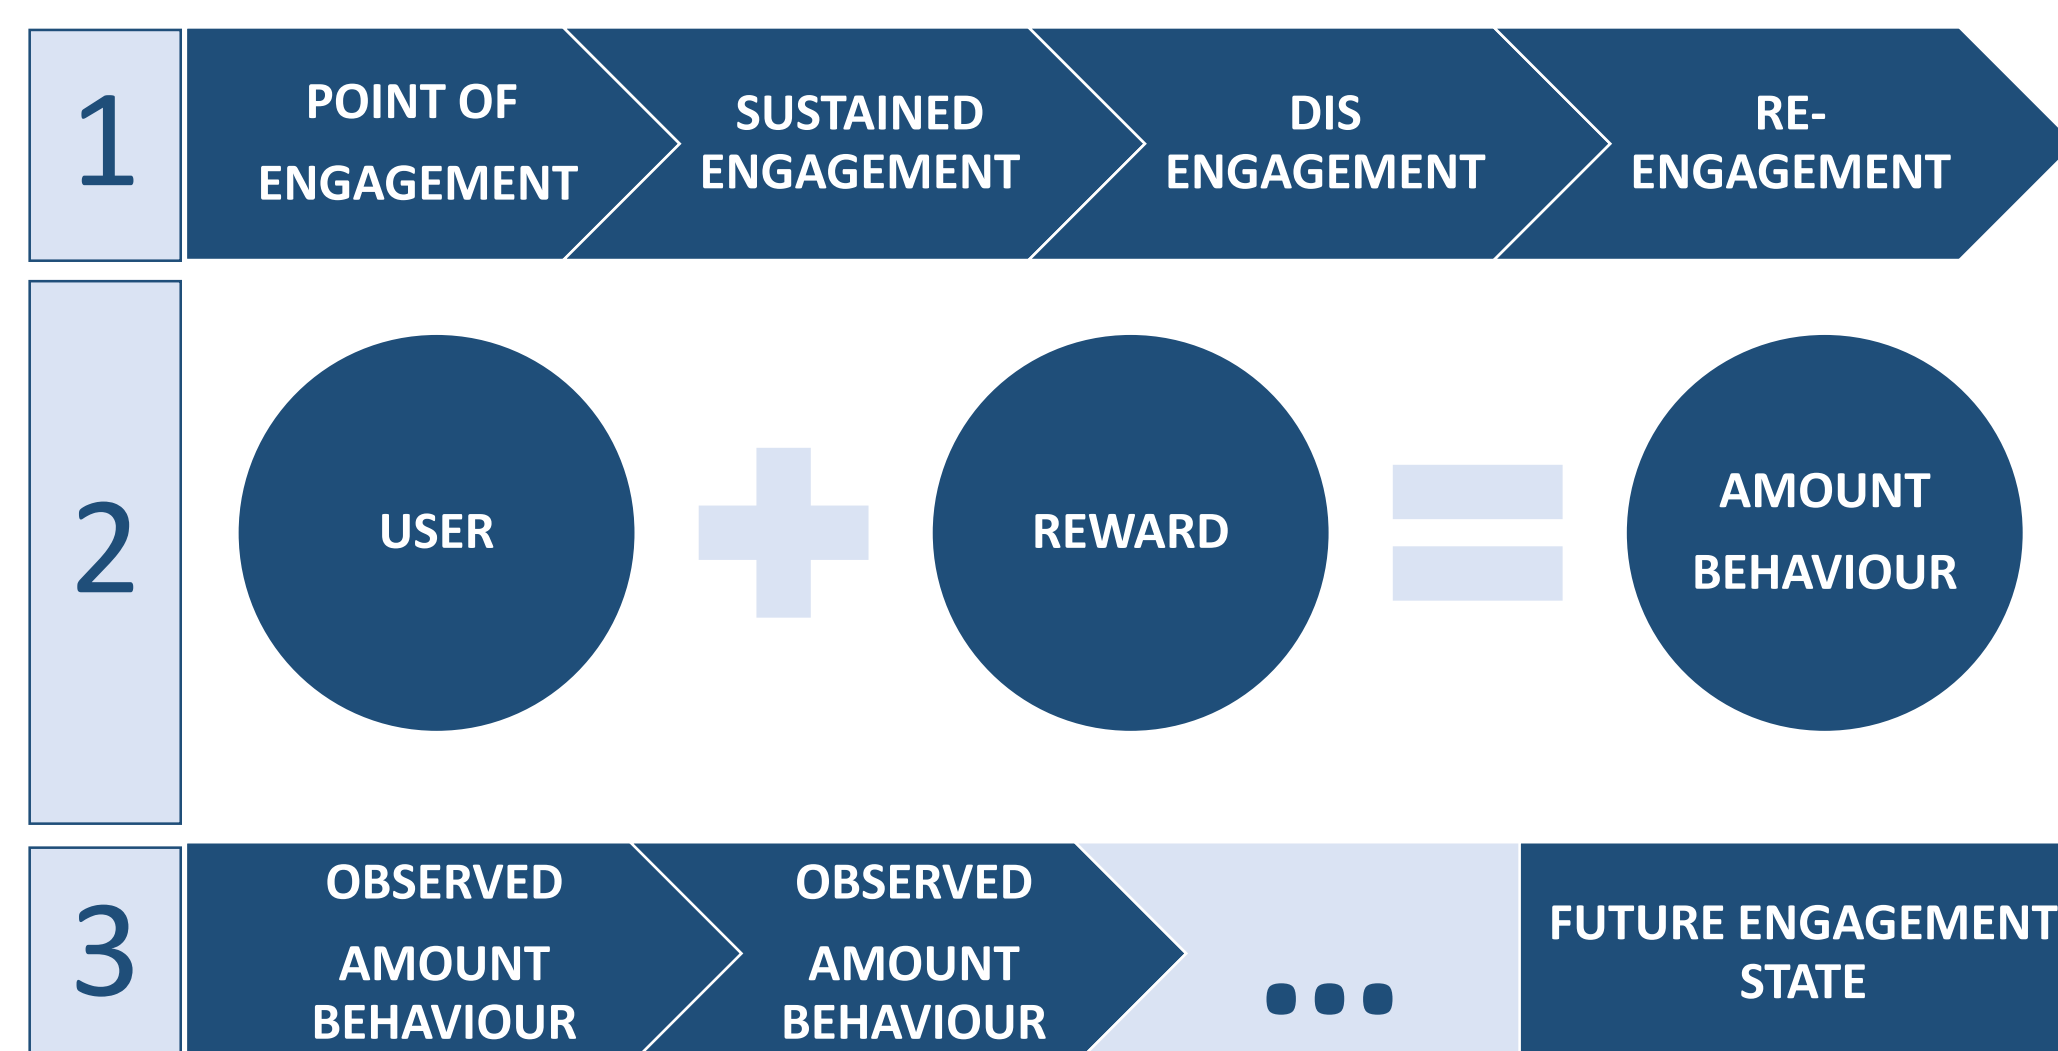 1
POINT OF
ENGAGEMENT
SUSTAINED
ENGAGEMENT
DIS
ENGAGEMENT
RE-
ENGAGEMENT
2
USER
REWARD
AMOUNT
BEHAVIOUR
3
OBSERVED
AMOUNT
BEHAVIOUR
OBSERVED
AMOUNT
BEHAVIOUR
...
FUTURE ENGAGEMENT
STATE